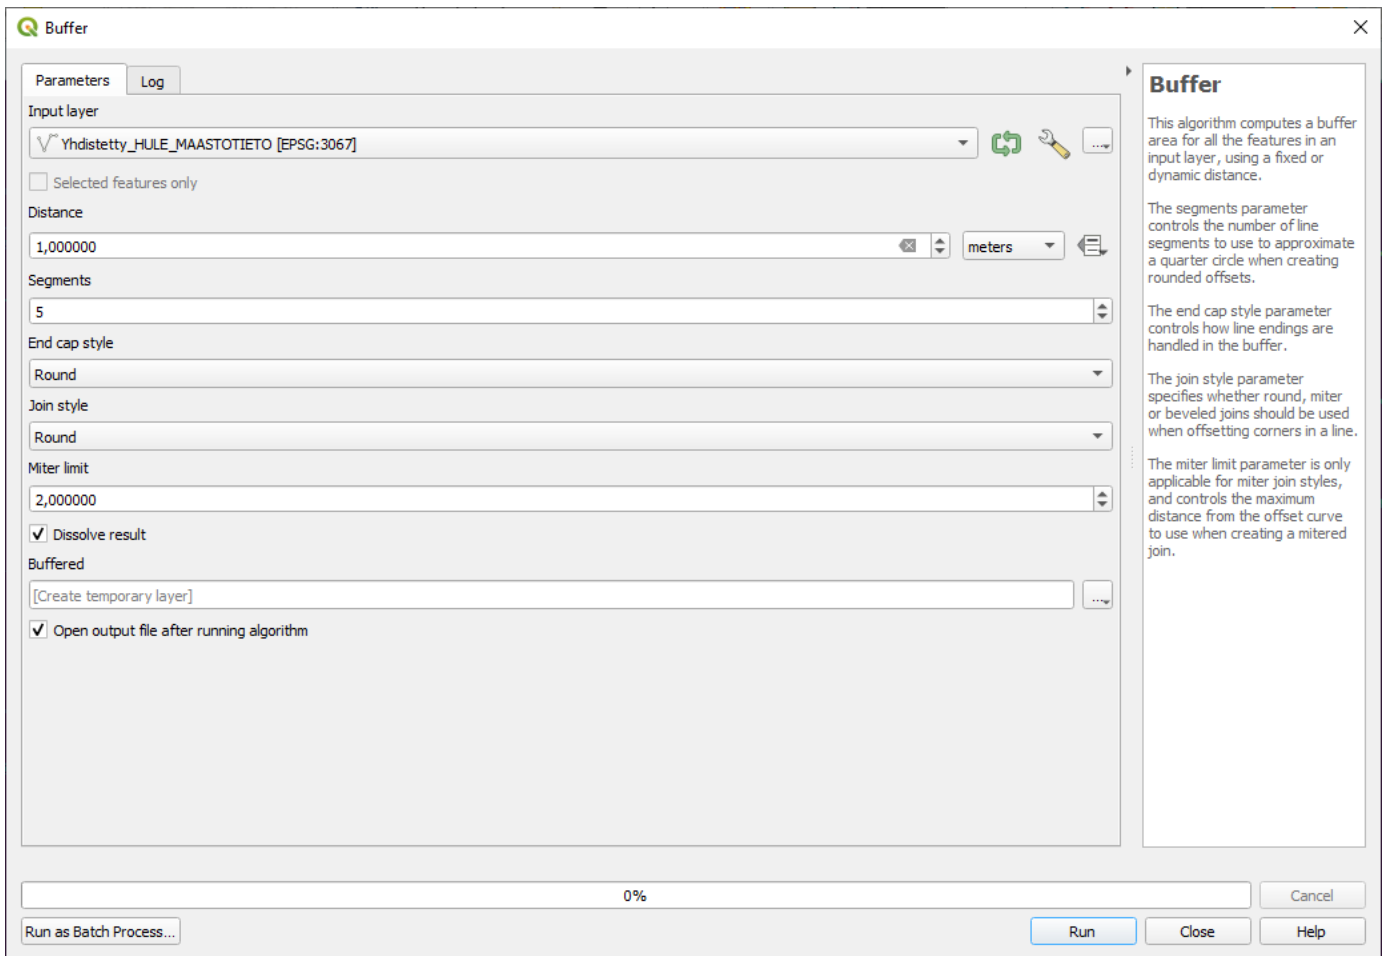 Buffer
Parameters
Log
Input layer
Yhdistetty_HULE_MAASTOTIETO [EPSG:3067]
...
Selected features only
Distance
1,000000
meters
Segments
5
End cap style
Round
Join style
Round
Miter limit
2,000000
Dissolve result
Buffered
[Create temporary layer]
...
Open output file after running algorithm
Buffer
This algorithm computes a buffer
area for all the features in an
input layer, using a fixed or
dynamic distance.
The segments parameter
controls the number of line
segments to use to approximate
a quarter circle when creating
rounded offsets.
The end cap style parameter
controls how line endings are
handled in the buffer.
The join style parameter
specifies whether round, miter
or beveled joins should be used
when offsetting corners in a line.
The miter limit parameter is only
applicable for miter join styles,
and controls the maximum
distance from the offset curve
to use when creating a mitered
join.
0%
Cancel
Run as Batch Process...
Run
Close
Help